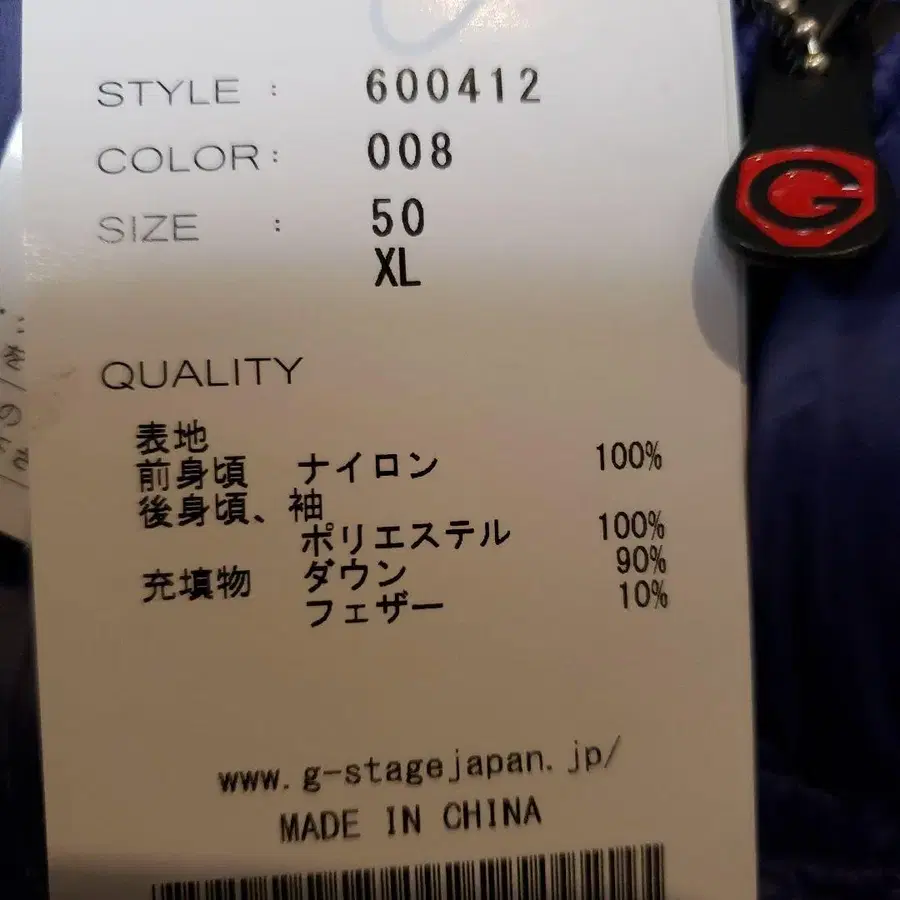 STYLE : 600412
COLOR : 008
SIZE : 50
XL
QUALITY
表地
前身頃 ナイロン 100%
後身頃、袖
ポリエステル 100%
充填物 ダウン 90%
フェザー 10%
www.g-stagejapan.jp/
MADE IN CHINA
G